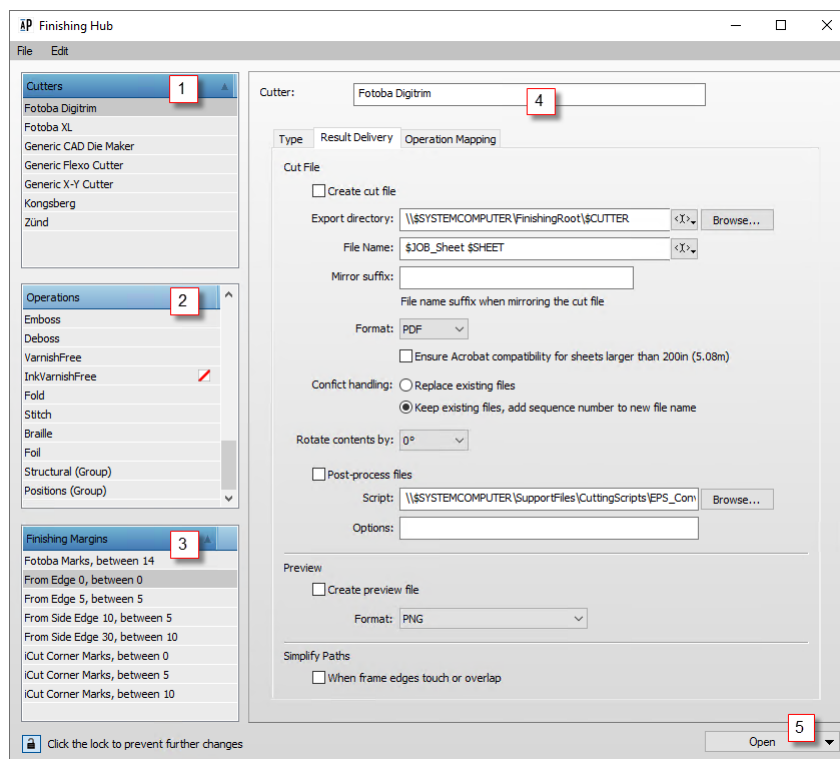 AP Finishing Hub
File Edit
Cutters 1
Fotoba Digitrim
Fotoba XL
Generic CAD Die Maker
Generic Flexo Cutter
Generic X-Y Cutter
Kongsberg
Zünd
Operations 2
Emboss
Deboss
VarnishFree
InkVarnishFree
Fold
Stitch
Braille
Foil
Structural (Group)
Positions (Group)
Finishing Margins 3
Fotoba Marks, between 14
From Edge 0, between 0
From Edge 5, between 5
From Side Edge 10, between 5
From Side Edge 30, between 10
iCut Corner Marks, between 0
iCut Corner Marks, between 5
iCut Corner Marks, between 10
Cutter: Fotoba Digitrim 4
Type Result Delivery Operation Mapping
Cut File
Create cut file
Export directory: \\$SYSTEMCOMPUTER\FinishingRoot\$CUTTER Browse...
File Name: $JOB_Sheet $SHEET
Mirror suffix:
File name suffix when mirroring the cut file
Format: PDF
Ensure Acrobat compatibility for sheets larger than 200in (5.08m)
Confict handling: Replace existing files
Keep existing files, add sequence number to new file name
Rotate contents by: 0°
Post-process files
Script: \\$SYSTEMCOMPUTER\SupportFiles\CuttingScripts\EPS_Conv Browse...
Options:
Preview
Create preview file
Format: PNG
Simplify Paths
When frame edges touch or overlap
Click the lock to prevent further changes
Open 5